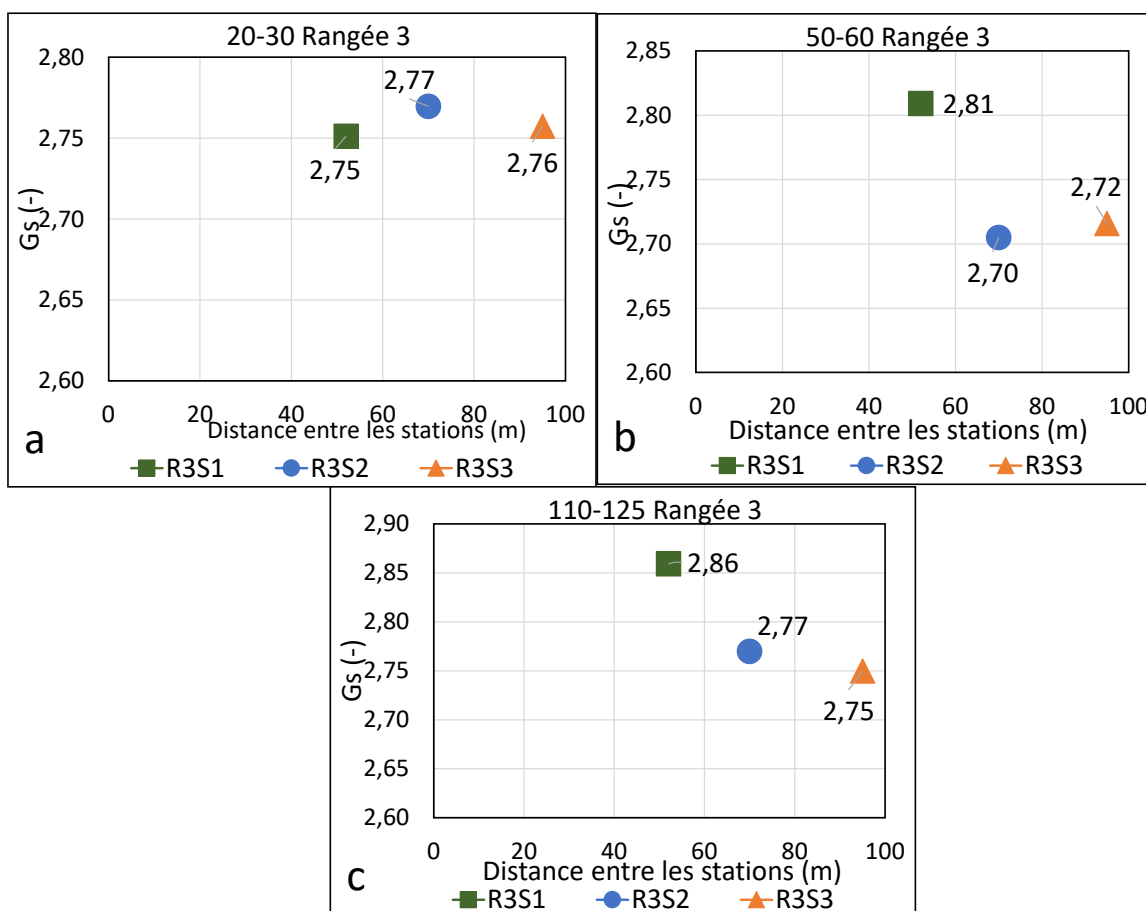 20-30 Rangée 3
2,80
2,75
2,70
2,65
2,60
Gs (-)
2,75
2,77
2,76
0 20 40 60 80 100
a
Distance entre les stations (m)
R3S1 R3S2 R3S3
50-60 Rangée 3
2,85
2,80
2,75
2,70
2,65
2,60
Gs (-)
2,81
2,70
2,72
0 20 40 60 80 100
b
Distance entre les stations (m)
R3S1 R3S2 R3S3
110-125 Rangée 3
2,90
2,85
2,80
2,75
2,70
2,65
2,60
Gs (-)
2,86
2,77
2,75
0 20 40 60 80 100
c
Distance entre les stations (m)
R3S1 R3S2 R3S3